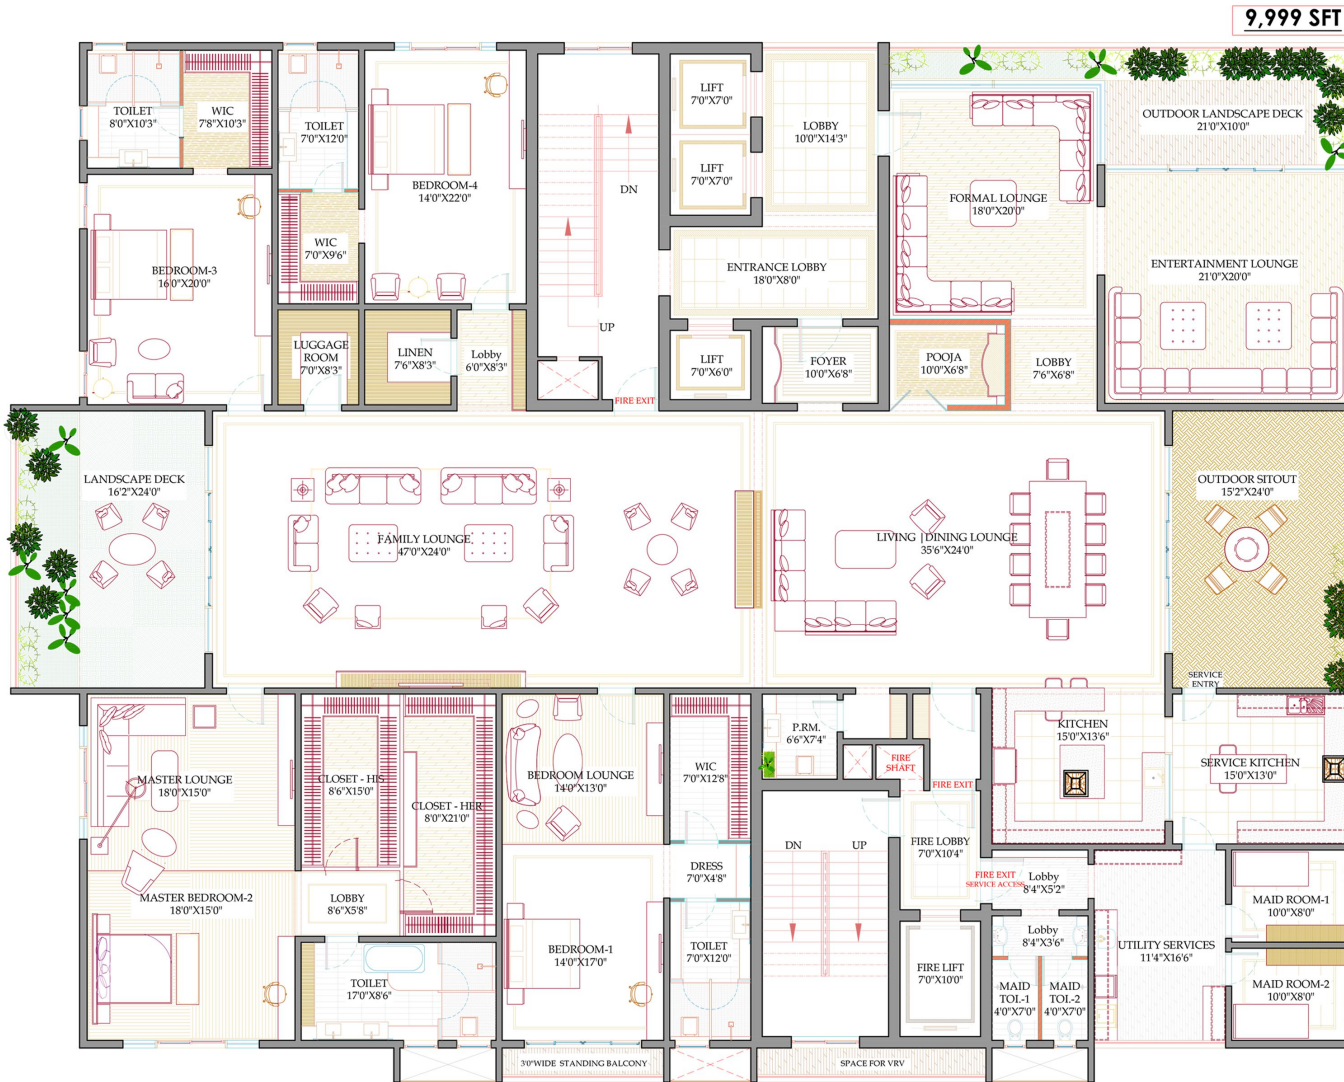 9,999 SFT
TOILET
8'0"X10'3"
WIC
7'8"X10'3"
TOILET
7'0"X12'0"
WIC
7'0"X9'6"
BEDROOM-4
14'0"X22'0"
BEDROOM-3
16'0"X20'0"
DN
UP
LIFT
7'0"X7'0"
LIFT
7'0"X7'0"
LOBBY
10'0"X14'3"
ENTRANCE LOBBY
18'0"X8'0"
FORMAL LOUNGE
18'0"X20'0"
OUTDOOR LANDSCAPE DECK
21'0"X10'0"
ENTERTAINMENT LOUNGE
21'0"X20'0"
LUGGAGE
ROOM
7'0"X8'3"
LINEN
7'6"X8'3"
Lobby
6'0"X8'3"
FIRE EXIT
LIFT
7'0"X6'0"
FOYER
10'0"X6'8"
POOJA
10'0"X6'8"
LOBBY
7'6"X6'8"
LANDSCAPE DECK
16'2"X24'0"
FAMILY LOUNGE
47'0"X24'0"
LIVING |DINING LOUNGE
35'6"X24'0"
OUTDOOR SITOUT
15'2"X24'0"
SERVICE
ENTRY
MASTER LOUNGE
18'0"X15'0"
CLOSET - HIS
8'6"X15'0"
CLOSET - HER
8'0"X21'0"
BEDROOM LOUNGE
14'0"X13'0"
WIC
7'0"X12'8"
P.RM.
6'6"X7'4"
FIRE
SHAFT
FIRE EXIT
KITCHEN
15'0"X13'6"
SERVICE KITCHEN
15'0"X13'0"
MASTER BEDROOM-2
18'0"X15'0"
LOBBY
8'6"X5'8"
DRESS
7'0"X4'8"
DN
UP
FIRE LOBBY
7'0"X10'4"
FIRE EXIT
SERVICE ACCESS
Lobby
8'4"X5'2"
MAID ROOM-1
10'0"X8'0"
TOILET
17'0"X8'6"
BEDROOM-1
14'0"X17'0"
TOILET
7'0"X12'0"
FIRE LIFT
7'0"X10'0"
Lobby
8'4"X3'6"
MAID
TOL-1
4'0"X7'0"
MAID
TOL-2
4'0"X7'0"
UTILITY SERVICES
11'4"X16'6"
MAID ROOM-2
10'0"X8'0"
3'0"WIDE STANDING BALCONY
SPACE FOR VRV